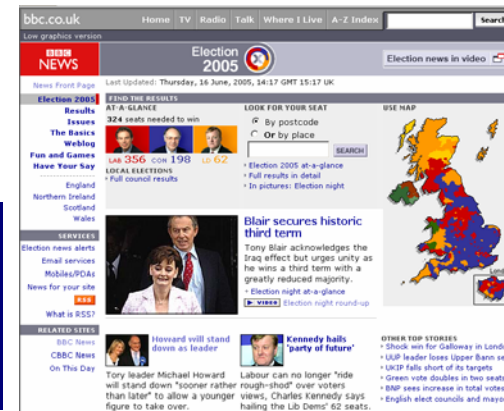 bbc.co.uk Home TV Radio Talk Where I Live A-Z Index Search
Low graphics version
BBC
NEWS
Election
2005
Election news in video
News Front Page
Last Updated: Thursday, 16 June, 2005, 14:17 GMT 15:17 UK
Election 2005
Results
Issues
The Basics
Weblog
Fun and Games
Have Your Say
England
Northern Ireland
Scotland
Wales
SERVICES
Election news alerts
Email services
Mobiles/PDAs
News for your site
RSS
What is RSS?
RELATED SITES
BBC News
CBBC News
On This Day
FIND THE RESULTS
AT-A-GLANCE
324 seats needed to win
LAB 356 CON 198 LD 62
LOCAL ELECTIONS
Full council results
LOOK FOR YOUR SEAT
By postcode
Or by place
SEARCH
Election 2005 at-a-glance
Full results in detail
In pictures: Election night
USE MAP
Blair secures historic
third term
Tony Blair acknowledges the
Iraq effect but urges unity as
he wins a third term with a
greatly reduced majority.
Election night at-a-glance
VIDEO Election night round-up
Howard will stand
down as leader
Tory leader Michael Howard
will stand down "sooner rather
than later" to allow a younger
figure to take over.
Kennedy hails
'party of future'
Labour can no longer "ride
rough-shod" over voters
views, Charles Kennedy says
hailing the Lib Dems' 62 seats.
OTHER TOP STORIES
Shock win for Galloway in Lond
UUP leader loses Upper Bann se
UKIP falls short of its targets
Green vote doubles in two seats
BNP sees increase in total votes
English elect councils and mayo